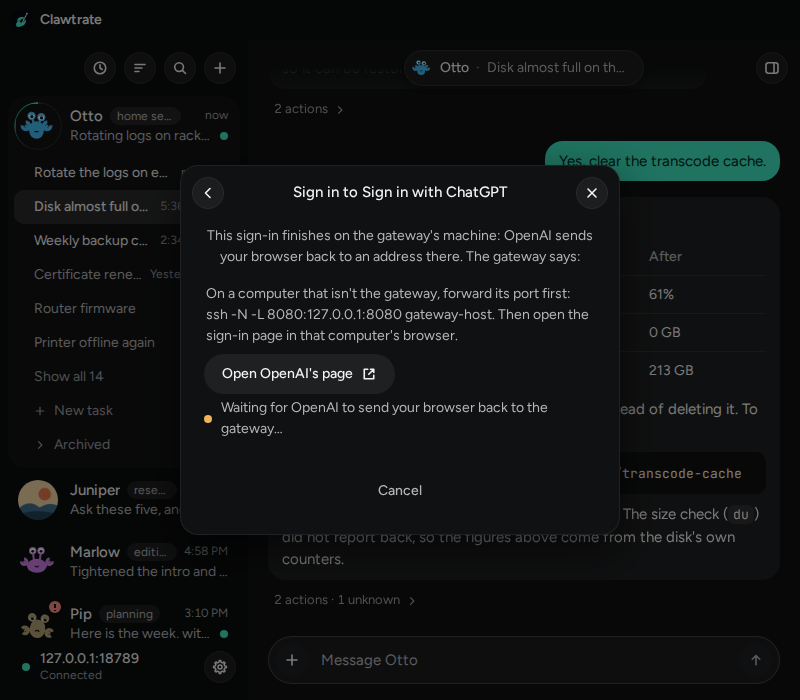 Clawtrate
Otto · Disk almost full on th...
Otto home se... now
Rotating logs on rack...
2 actions
Yes, clear the transcode cache.
Rotate the logs on e...
Disk almost full o... 5:3
Weekly backup c... 2:34
Certificate rene... Yeste
Router firmware
Printer offline again
Show all 14
New task
Archived
Sign in to Sign in with ChatGPT
This sign-in finishes on the gateway's machine: OpenAI sends
your browser back to an address there. The gateway says:
On a computer that isn't the gateway, forward its port first:
ssh -N -L 8080:127.0.0.1:8080 gateway-host. Then open the
sign-in page in that computer's browser.
Open OpenAI's page
Waiting for OpenAI to send your browser back to the
gateway...
Cancel
After
61%
0 GB
213 GB
ead of deleting it. To
/transcode-cache
The size check ( du )
did not report back, so the figures above come from the disk's own
counters.
2 actions · 1 unknown
Juniper rese...
Ask these five, an
Marlow editi... 4:58 PM
Tightened the intro and ...
Pip planning 3:10 PM
Here is the week. wit...
127.0.0.1:18789
Connected
Message Otto